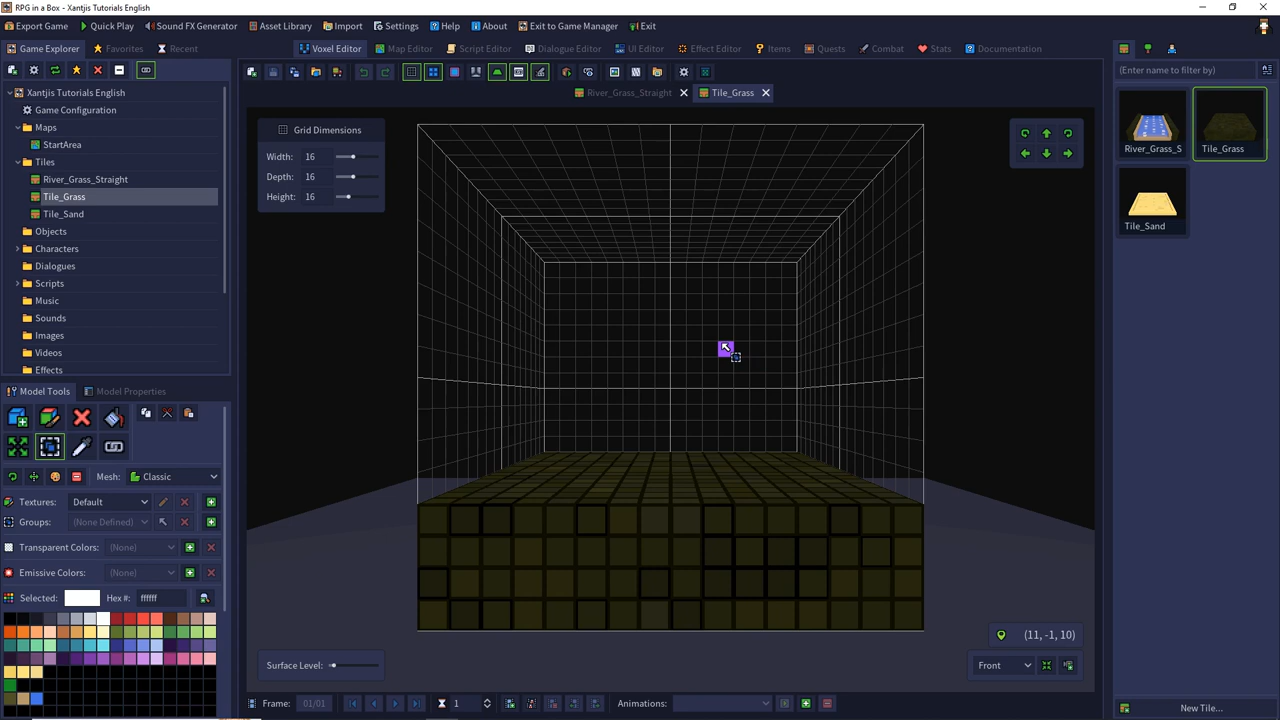 RPG in a Box - Xantjis Tutorials English
Export Game
Quick Play
Sound FX Generator
Asset Library
Import
Settings
Help
About
Exit to Game Manager
Exit
Game Explorer
Favorites
Recent
Voxel Editor
Map Editor
Script Editor
Dialogue Editor
UI Editor
Effect Editor
Items
Quests
Combat
Stats
Documentation
(Enter name to filter by)
River_Grass_Straight
Tile_Grass
Xantjis Tutorials English
Game Configuration
Maps
StartArea
Tiles
River_Grass_Straight
Tile_Grass
Tile_Sand
Objects
Characters
Dialogues
Scripts
Music
Sounds
Images
Videos
Effects
Grid Dimensions
Width: 16
Depth: 16
Height: 16
River_Grass_S
Tile_Grass
Tile_Sand
Model Tools
Model Properties
Mesh: Classic
Textures: Default
Groups: (None Defined)
Transparent Colors: (None)
Emissive Colors: (None)
Selected: Hex #: ffffff
Surface Level:
(11, -1, 10)
Front
Frame: 01/01
1
Animations:
New Tile...